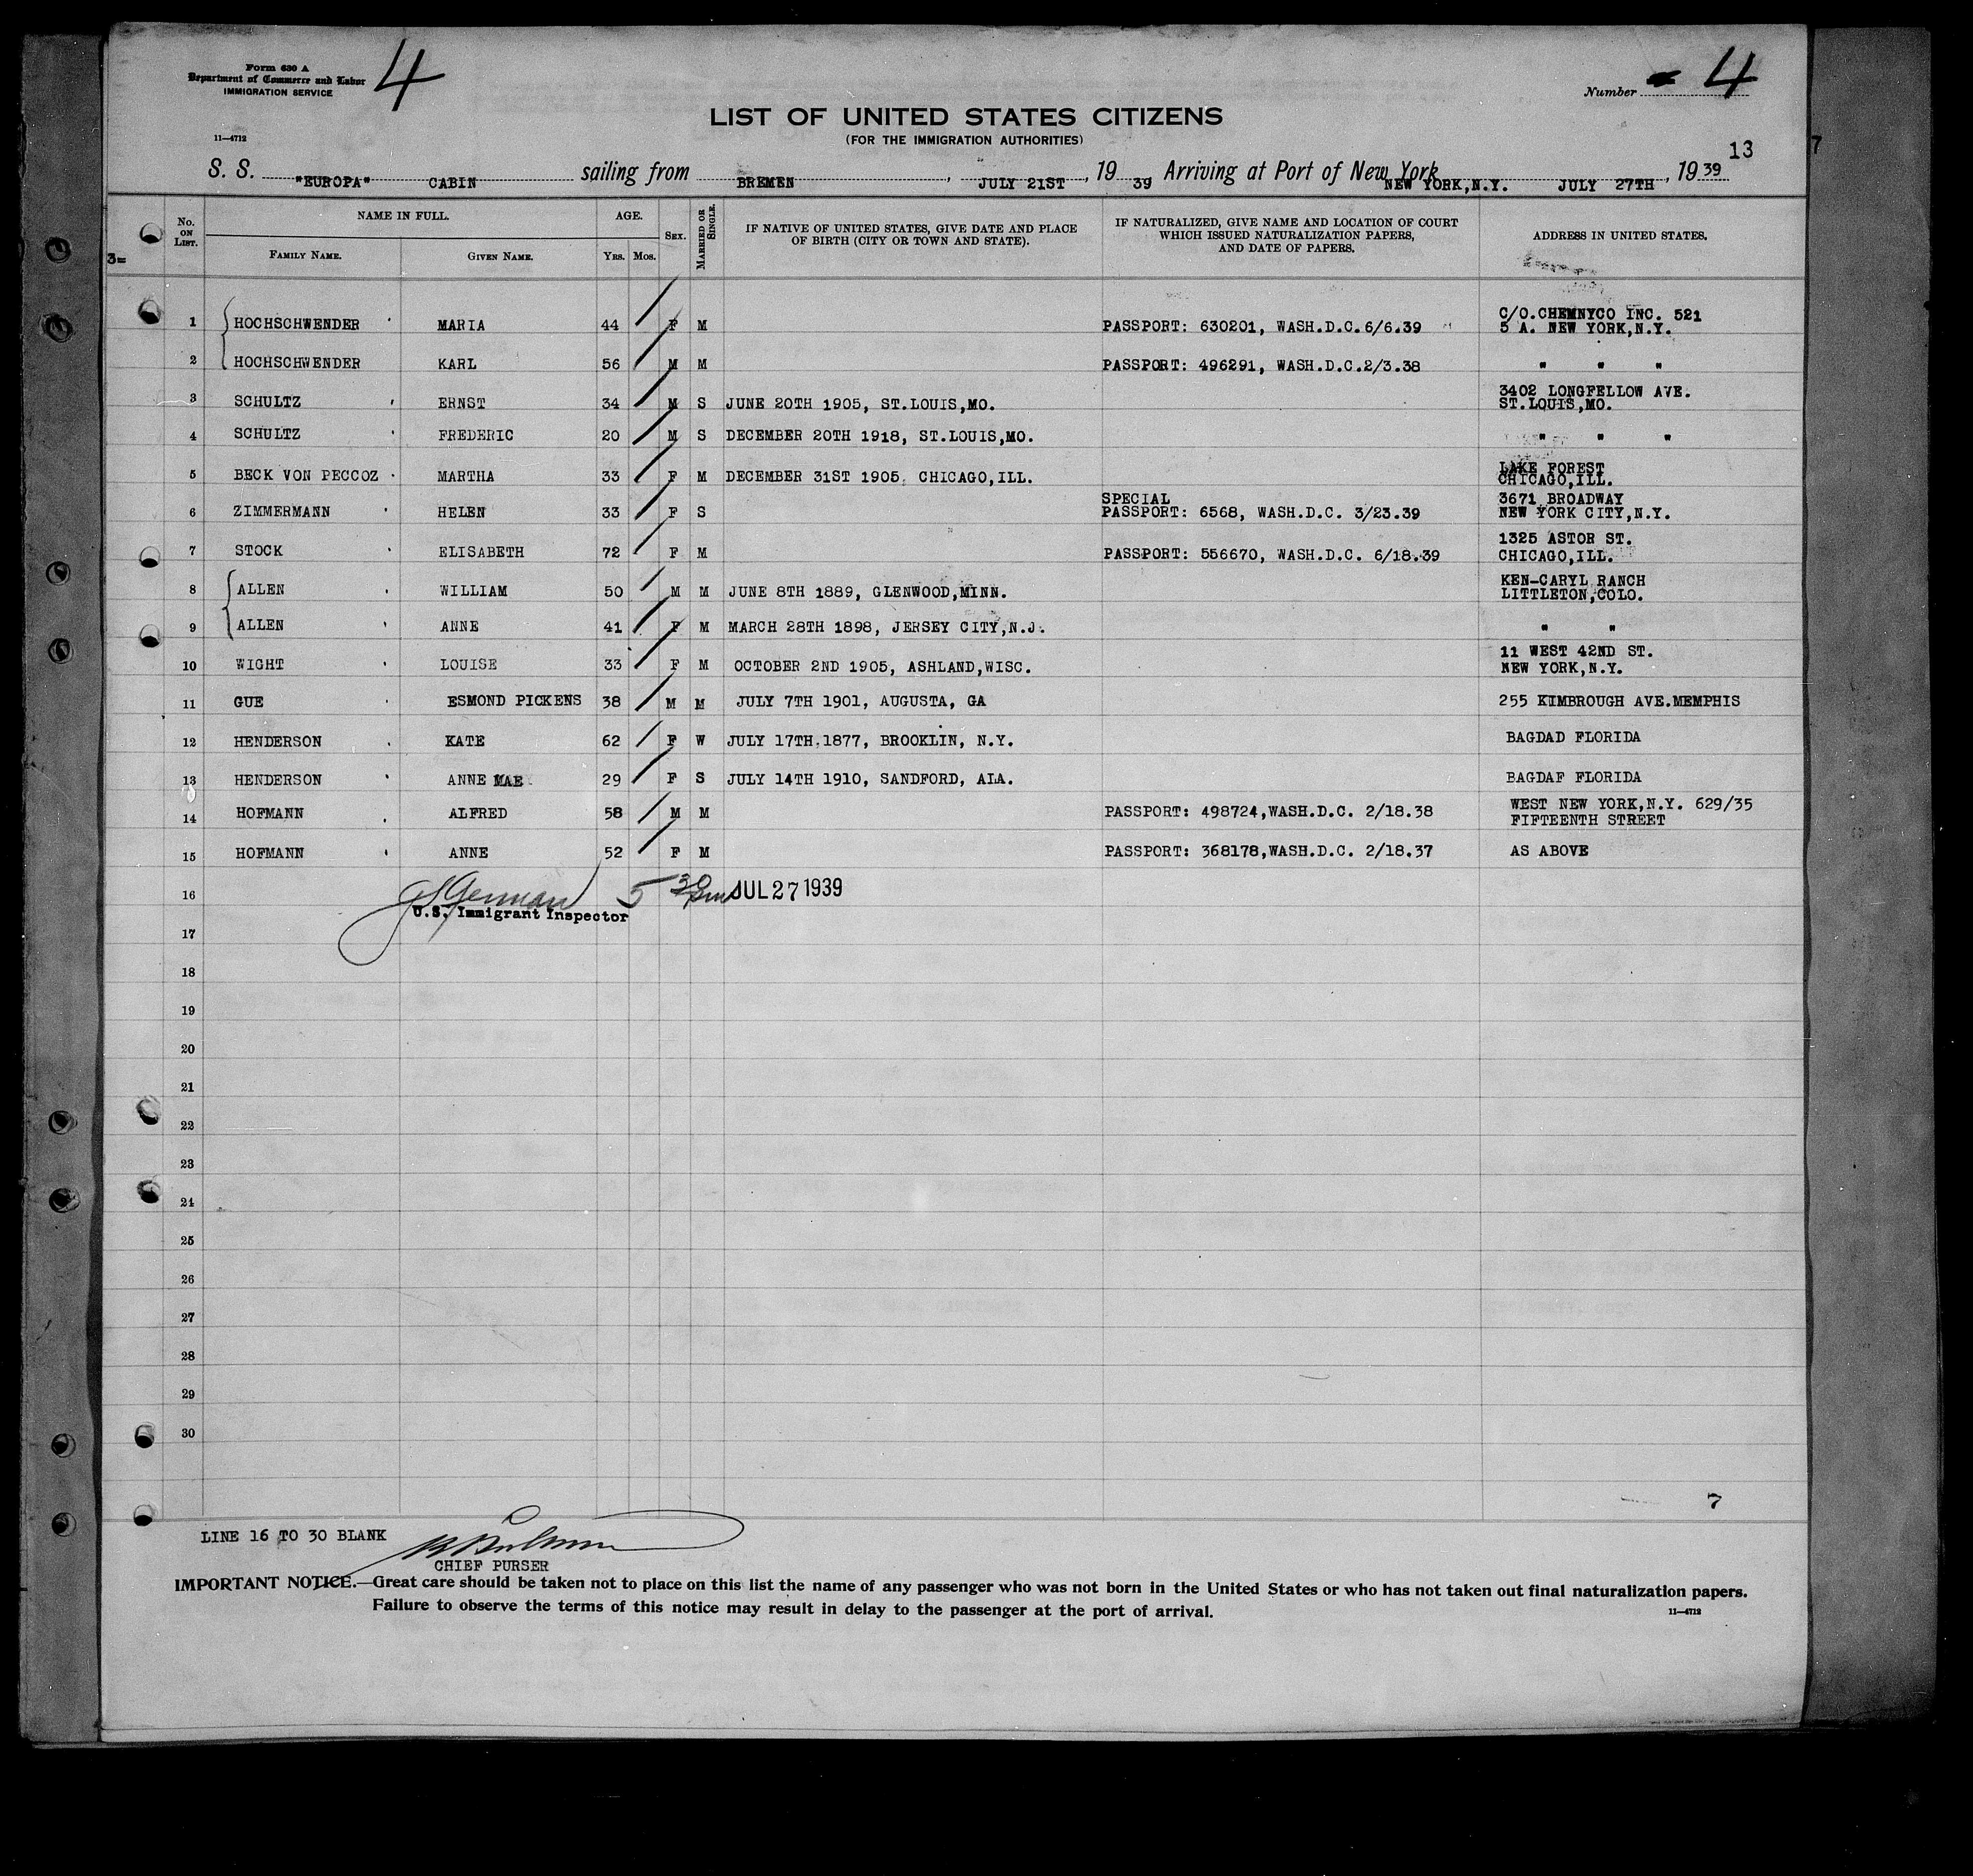 Form 630 A
Department of Commerce and Labor
IMMIGRATION SERVICE
4
Number 4
LIST OF UNITED STATES CITIZENS
(FOR THE IMMIGRATION AUTHORITIES)
11—4712
13
7
S. S. "EUROPA" CABIN sailing from BREMEN, JULY 21ST, 19 39 Arriving at Port of New York NEW YORK,N.Y. JULY 27TH, 19 39
No. ON LIST.
NAME IN FULL.
FAMILY NAME.
GIVEN NAME.
AGE.
YRS. MOS.
SEX.
MARRIED OR SINGLE.
IF NATIVE OF UNITED STATES, GIVE DATE AND PLACE
OF BIRTH (CITY OR TOWN AND STATE).
IF NATURALIZED, GIVE NAME AND LOCATION OF COURT
WHICH ISSUED NATURALIZATION PAPERS,
AND DATE OF PAPERS.
ADDRESS IN UNITED STATES.
3=
1 HOCHSCHWENDER MARIA 44 F M PASSPORT: 630201, WASH.D.C.6/6.39 C/O.CHEMNYCO INC. 521
5 A. NEW YORK,N.Y.
2 HOCHSCHWENDER KARL 56 M M PASSPORT: 496291, WASH.D.C.2/3.38 " " "
3 SCHULTZ ERNST 34 M S JUNE 20TH 1905, ST.LOUIS,MO. 3402 LONGFELLOW AVE.
ST.LOUIS,MO.
4 SCHULTZ FREDERIC 20 M S DECEMBER 20TH 1918, ST.LOUIS,MO. " " "
5 BECK VON PECCOZ MARTHA 33 F M DECEMBER 31ST 1905, CHICAGO,ILL. LAKE FOREST
CHICAGO,ILL.
6 ZIMMERMANN HELEN 33 F S SPECIAL
PASSPORT: 6568, WASH.D.C. 3/23.39 3671 BROADWAY
NEW YORK CITY,N.Y.
7 STOCK ELISABETH 72 F M PASSPORT: 556670, WASH.D.C. 6/18.39 1325 ASTOR ST.
CHICAGO,ILL.
8 ALLEN WILLIAM 50 M M JUNE 8TH 1889, GLENWOOD,MINN. KEN-CARYL RANCH
LITTLETON,COLO.
9 ALLEN ANNE 41 F M MARCH 28TH 1898, JERSEY CITY,N.J. " "
10 WIGHT LOUISE 33 F M OCTOBER 2ND 1905, ASHLAND,WISC. 11 WEST 42ND ST.
NEW YORK,N.Y.
11 GUE ESMOND PICKENS 38 M M JULY 7TH 1901, AUGUSTA, GA 255 KIMBROUGH AVE.MEMPHIS
12 HENDERSON KATE 62 F W JULY 17TH.1877, BROOKLIN, N.Y. BAGDAD FLORIDA
13 HENDERSON ANNE MAE 29 F S JULY 14TH 1910, SANDFORD, ALA. BAGDAF FLORIDA
14 HOFMANN ALFRED 58 M M PASSPORT: 498724,WASH.D.C. 2/18.38 WEST NEW YORK,N.Y. 629/35
FIFTEENTH STREET
15 HOFMANN ANNE 52 F M PASSPORT: 368178,WASH.D.C. 2/18.37 AS ABOVE
16 5 30 pm JUL 27 1939
U.S. Immigrant Inspector
17
18
19
20
21
22
23
24
25
26
27
28
29
30
7
LINE 16 TO 30 BLANK
CHIEF PURSER
IMPORTANT NOTICE.—Great care should be taken not to place on this list the name of any passenger who was not born in the United States or who has not taken out final naturalization papers.
Failure to observe the terms of this notice may result in delay to the passenger at the port of arrival.
11—4712